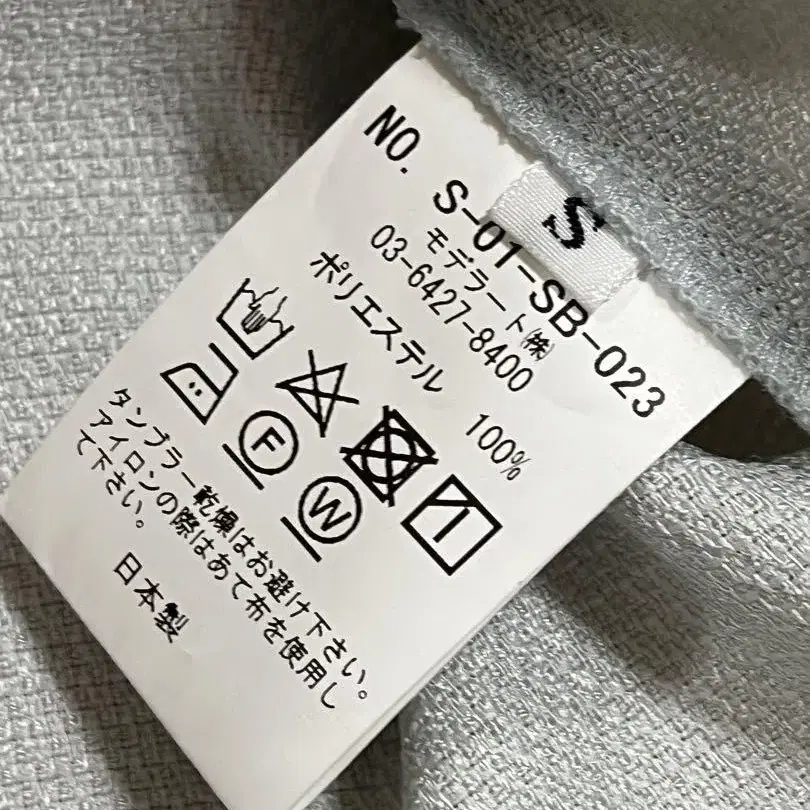 S
NO. S-01-SB-023
モデラート㈱
03-6427-8400
ポリエステル 100%
F
W
タンブラー乾燥はお避け下さい。
アイロンの際はあて布を使用し
て下さい。
日本製